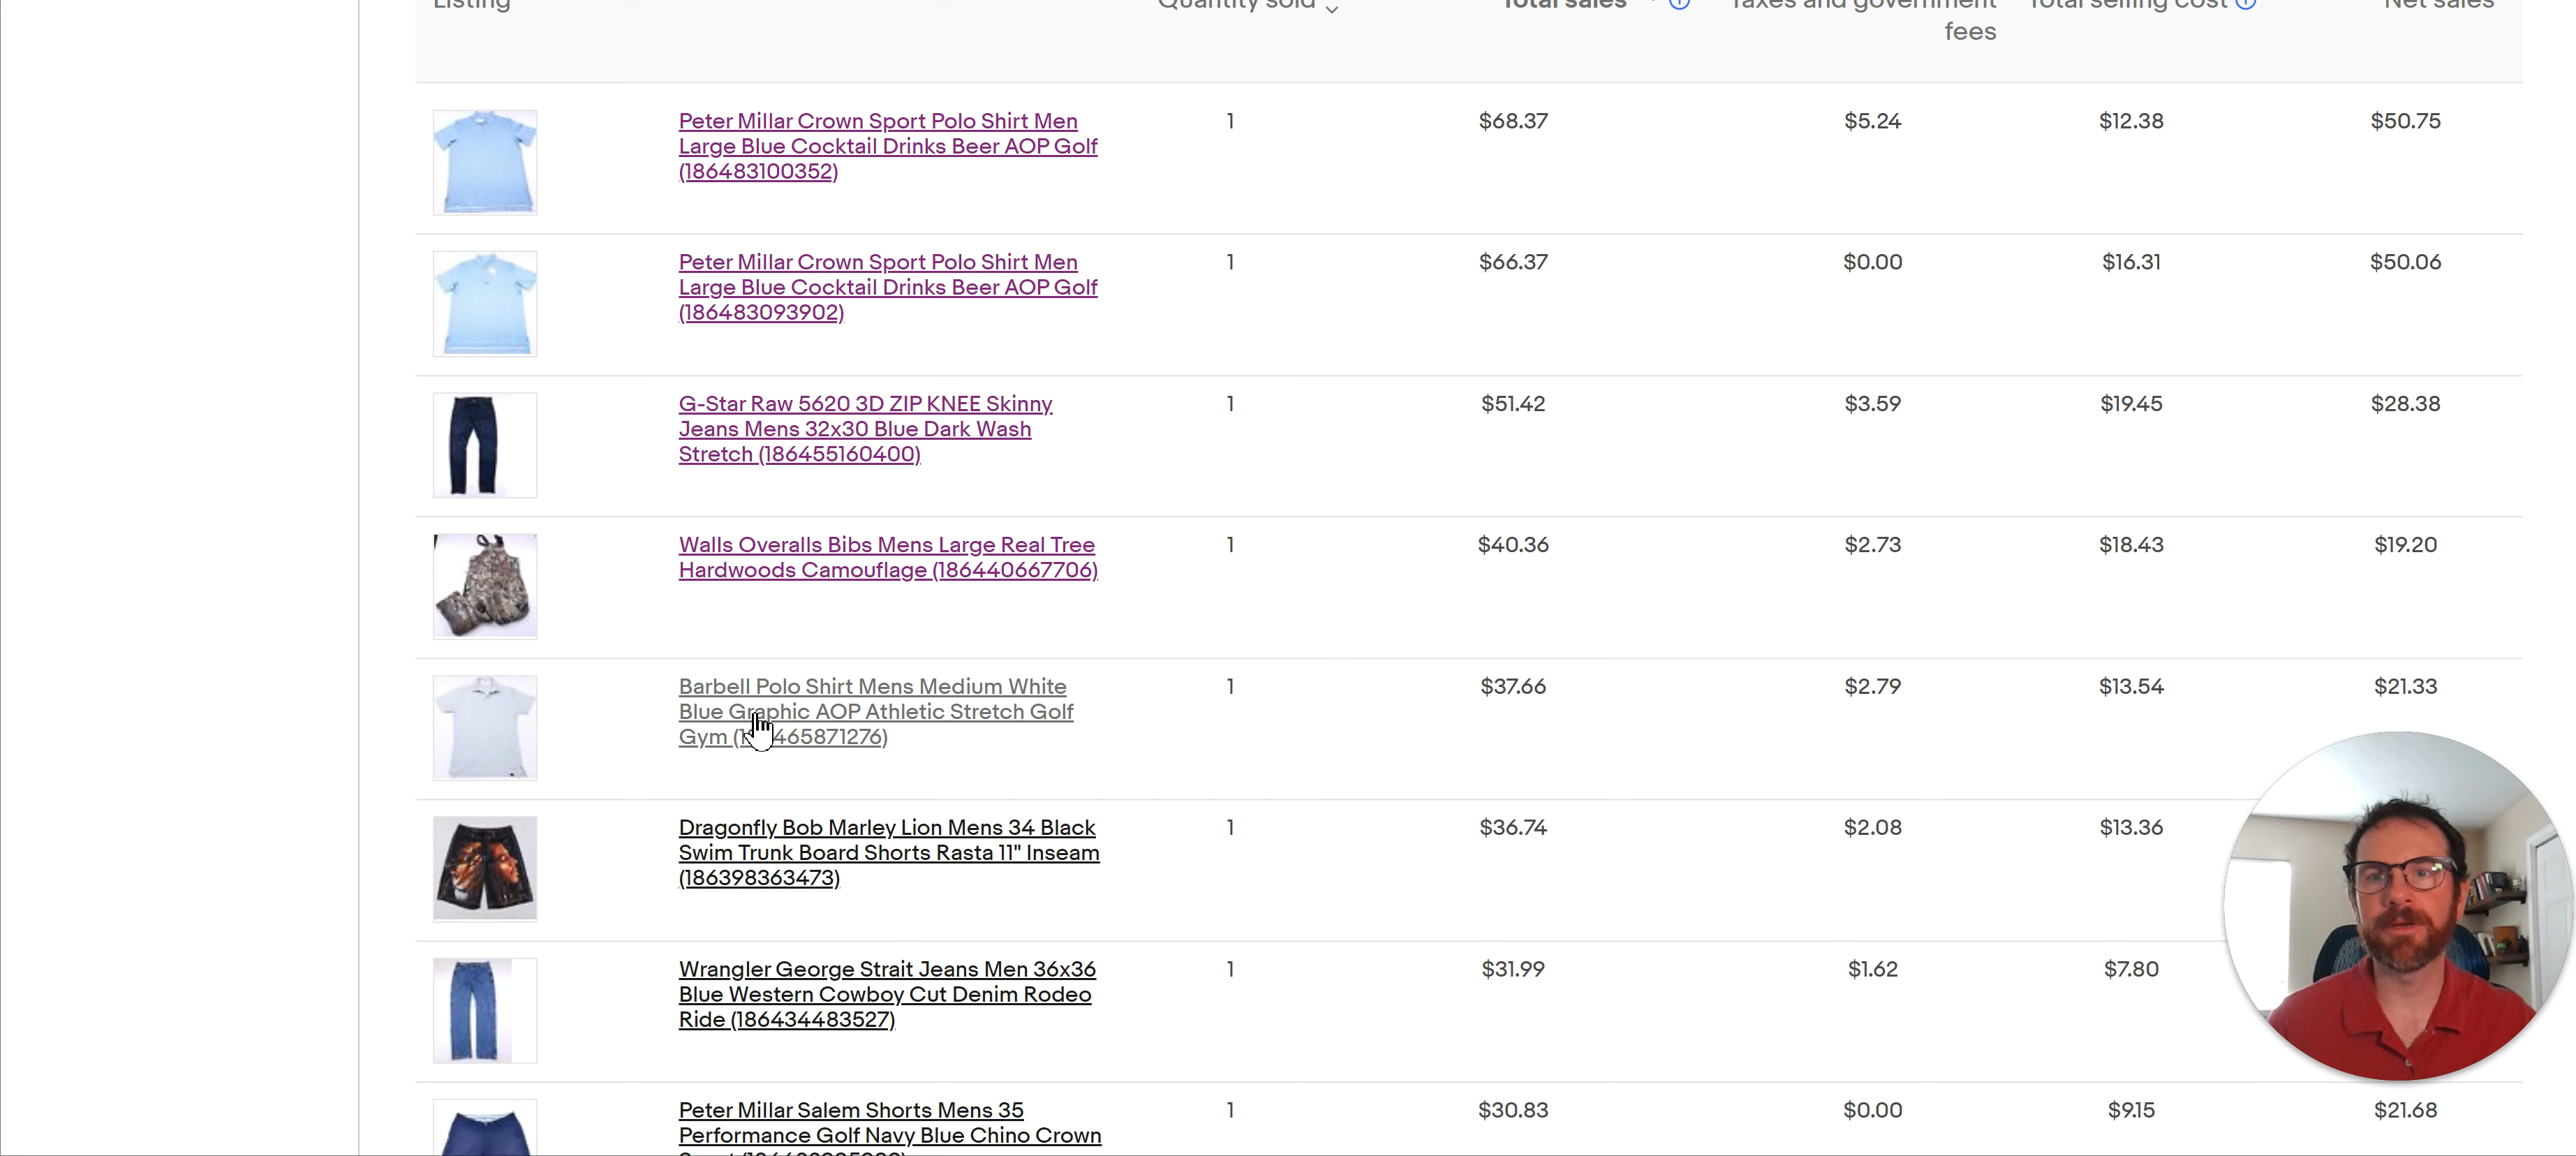 Listing Quantity sold Total sales Taxes and government Total selling cost Net sales
fees
Peter Millar Crown Sport Polo Shirt Men 1 $68.37 $5.24 $12.38 $50.75
Large Blue Cocktail Drinks Beer AOP Golf
(186483100352)
Peter Millar Crown Sport Polo Shirt Men 1 $66.37 $0.00 $16.31 $50.06
Large Blue Cocktail Drinks Beer AOP Golf
(186483093902)
G-Star Raw 5620 3D ZIP KNEE Skinny 1 $51.42 $3.59 $19.45 $28.38
Jeans Mens 32x30 Blue Dark Wash
Stretch (186455160400)
Walls Overalls Bibs Mens Large Real Tree 1 $40.36 $2.73 $18.43 $19.20
Hardwoods Camouflage (186440667706)
Barbell Polo Shirt Mens Medium White 1 $37.66 $2.79 $13.54 $21.33
Blue Graphic AOP Athletic Stretch Golf
Gym
Dragonfly Bob Marley Lion Mens 34 Black 1 $36.74 $2.08 $13.36
Swim Trunk Board Shorts Rasta 11" Inseam
(186398363473)
Wrangler George Strait Jeans Men 36x36 1 $31.99 $1.62 $7.80
Blue Western Cowboy Cut Denim Rodeo
Ride (186434483527)
Peter Millar Salem Shorts Mens 35 1 $30.83 $0.00 $9.15 $21.68
Performance Golf Navy Blue Chino Crown